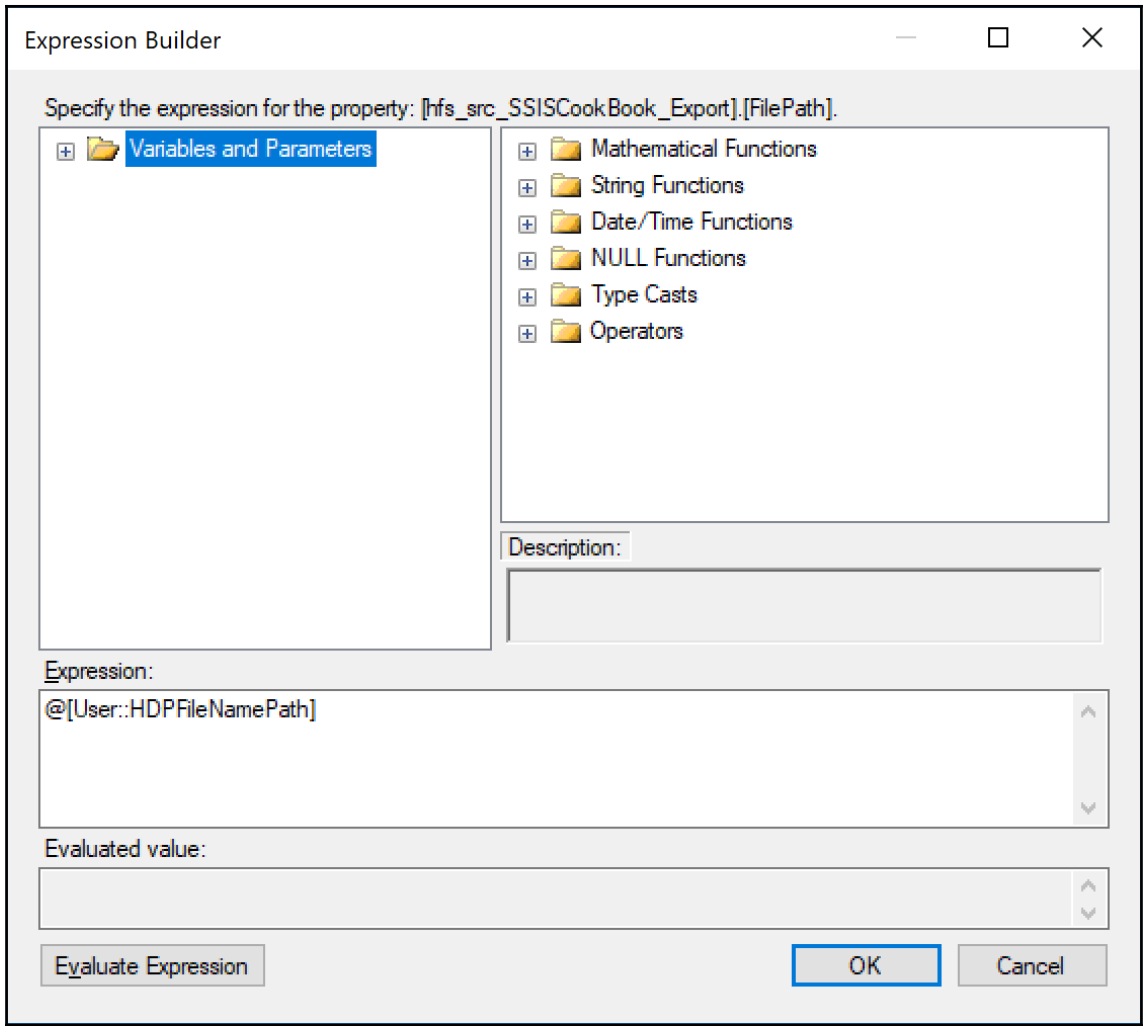 Expression Builder
Specify the expression for the property: [hfs_src_SSISCookBook_Export].[FilePath].
Variables and Parameters
Mathematical Functions
String Functions
Date/Time Functions
NULL Functions
Type Casts
Operators
Description:
Expression:
@[User::HDPFileNamePath]
Evaluated value:
Evaluate Expression
OK
Cancel